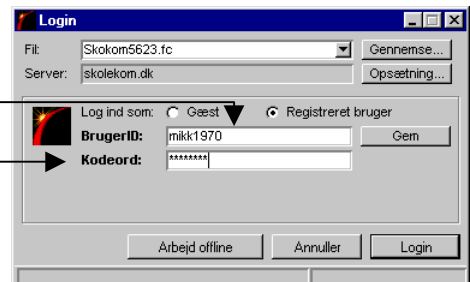 Login
Fil: Skokom5623.fc Gennemse...
Server: skolekom.dk Opsætning...
Log ind som: Gæst Registreret bruger
BrugerID: mikk1970 Gem
Kodeord: ********
Arbejd offline Annuller Login